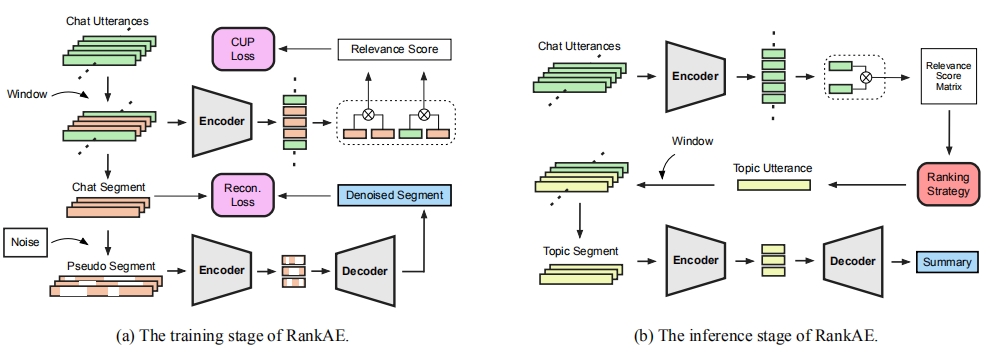 Chat Utterances
CUP
Loss
Relevance Score
Window
Encoder
Chat Segment
Recon.
Loss
Denoised Segment
Noise
Pseudo Segment
Encoder
Decoder
(a) The training stage of RankAE.
Chat Utterances
Encoder
Relevance
Score
Matrix
Window
Topic Utterance
Ranking
Strategy
Topic Segment
Encoder
Decoder
Summary
(b) The inference stage of RankAE.